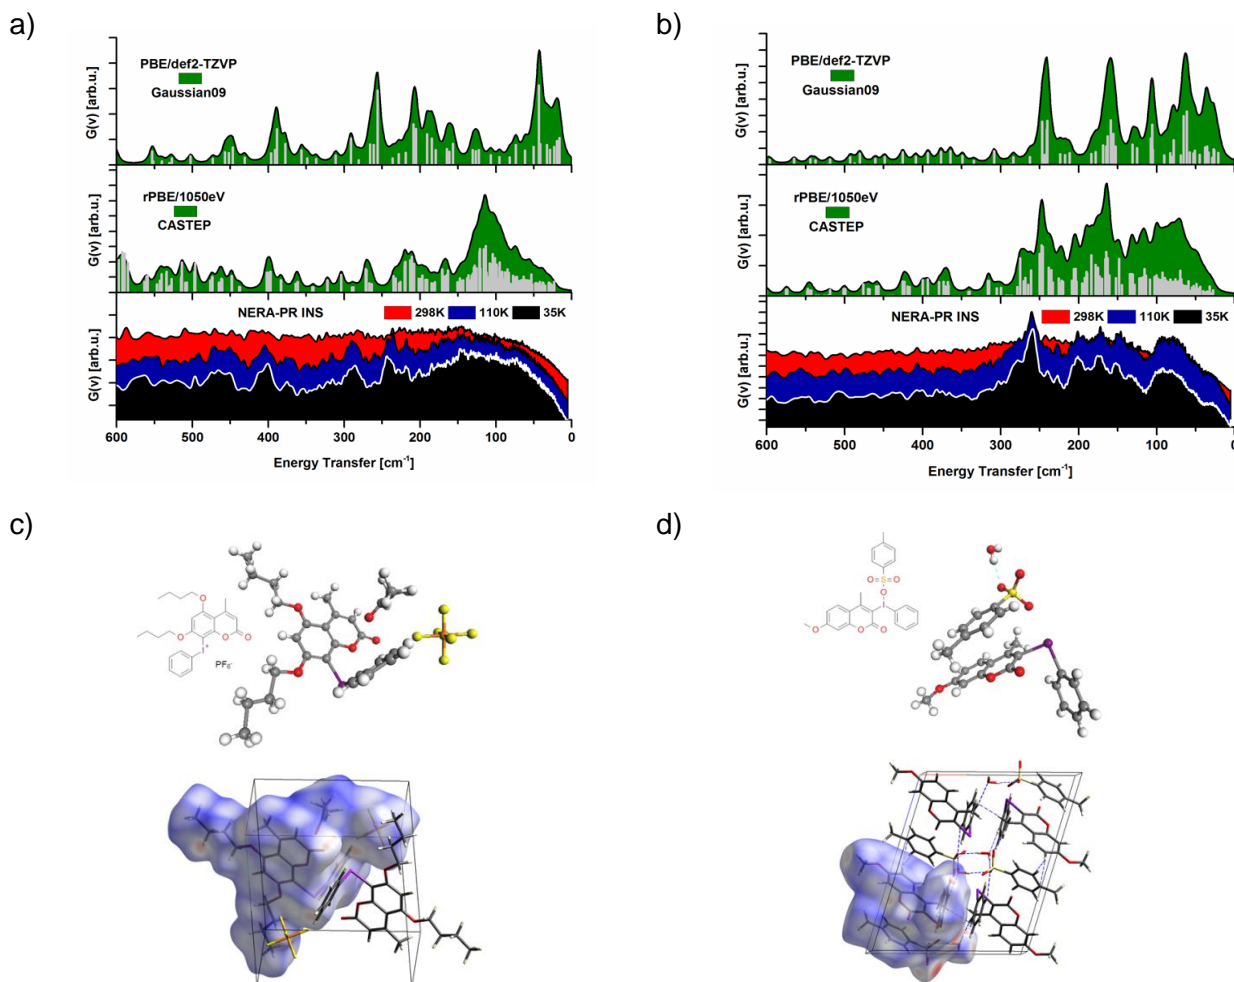 a)
PBE/def2-TZVP
Gaussian09
G(v) [arb.u.]
rPBE/1050eV
CASTEP
G(v) [arb.u.]
NERA-PR INS 298K 110K 35K
G(v) [arb.u.]
600 500 400 300 200 100 0
Energy Transfer [cm-1]
b)
PBE/def2-TZVP
Gaussian09
G(v) [arb.u.]
rPBE/1050eV
CASTEP
G(v) [arb.u.]
NERA-PR INS 298K 110K 35K
G(v) [arb.u.]
600 500 400 300 200 100 0
Energy Transfer [cm-1]
c)
O
O O O
I+
PF6-
d)
O S O
O
I
O O O